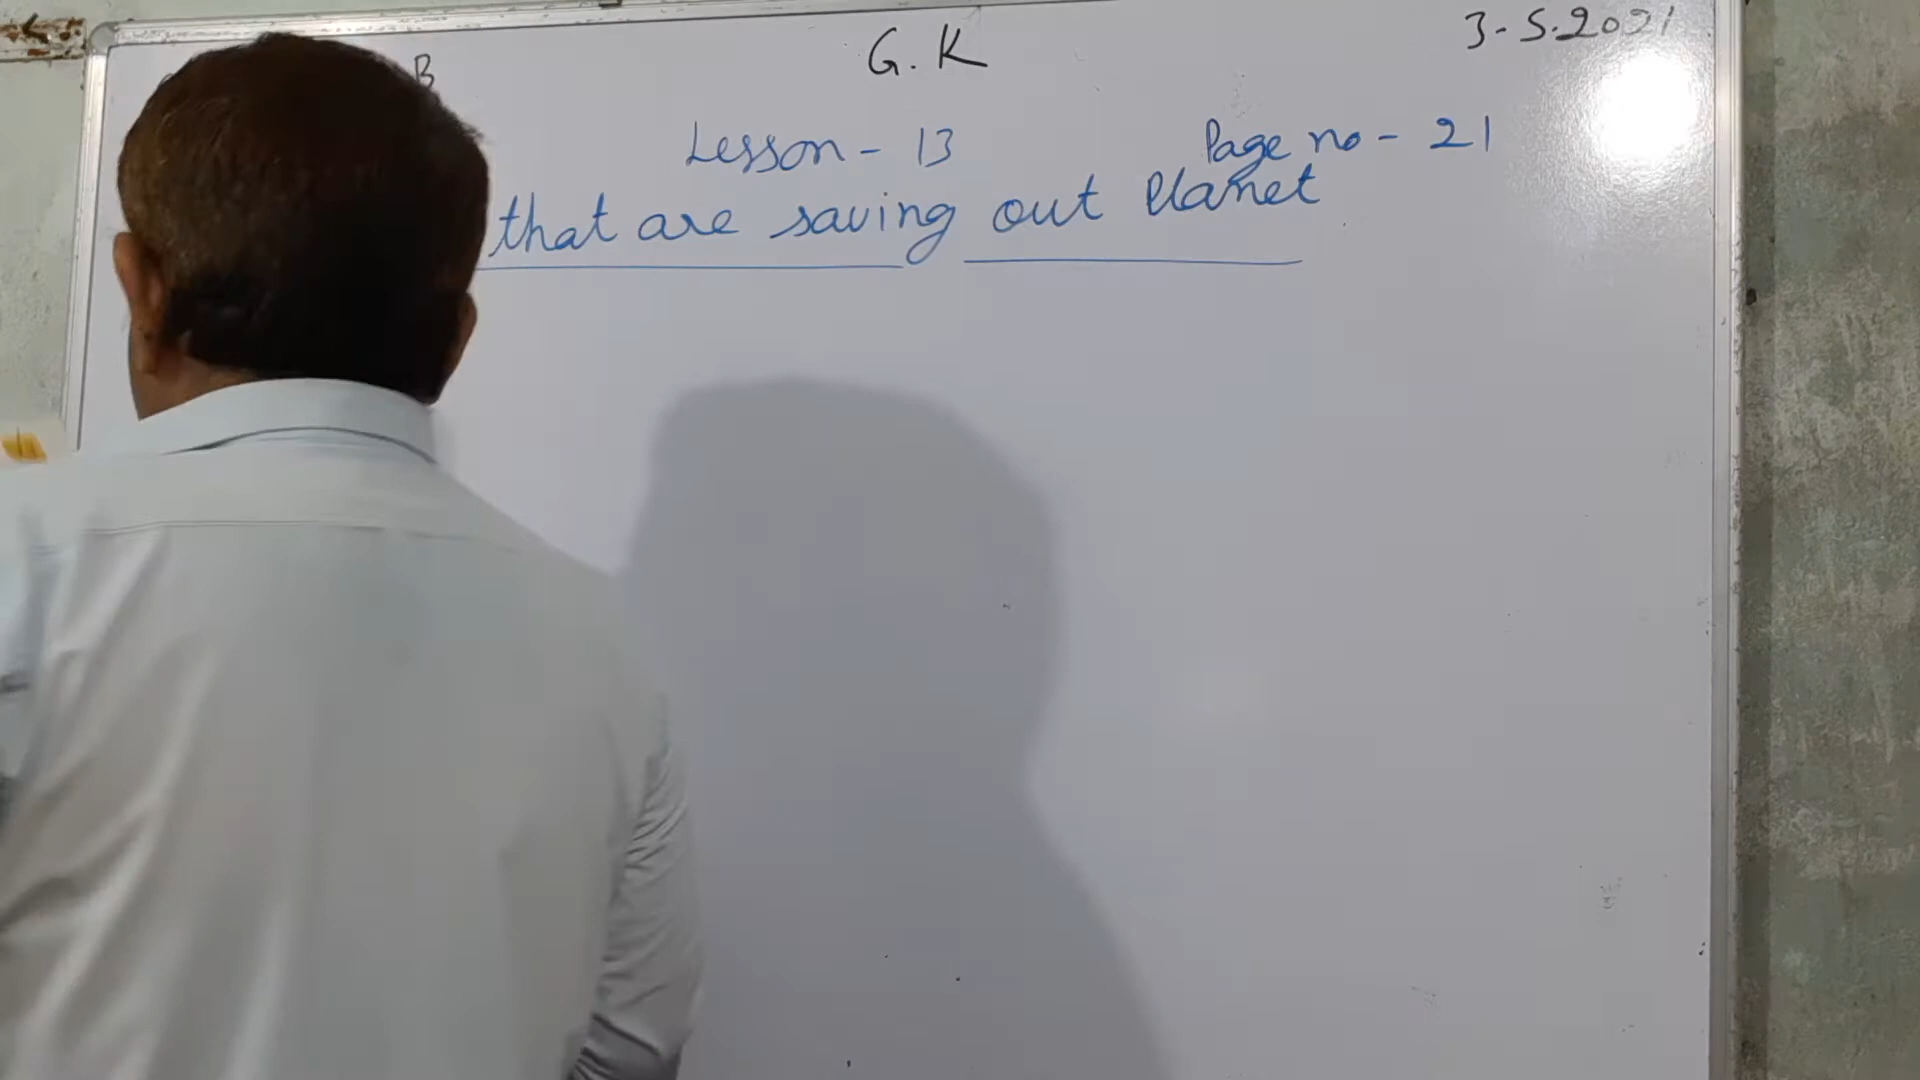 B
G.K
3-5.2021
Lesson - 13
Page no - 21
that are saving out Planet